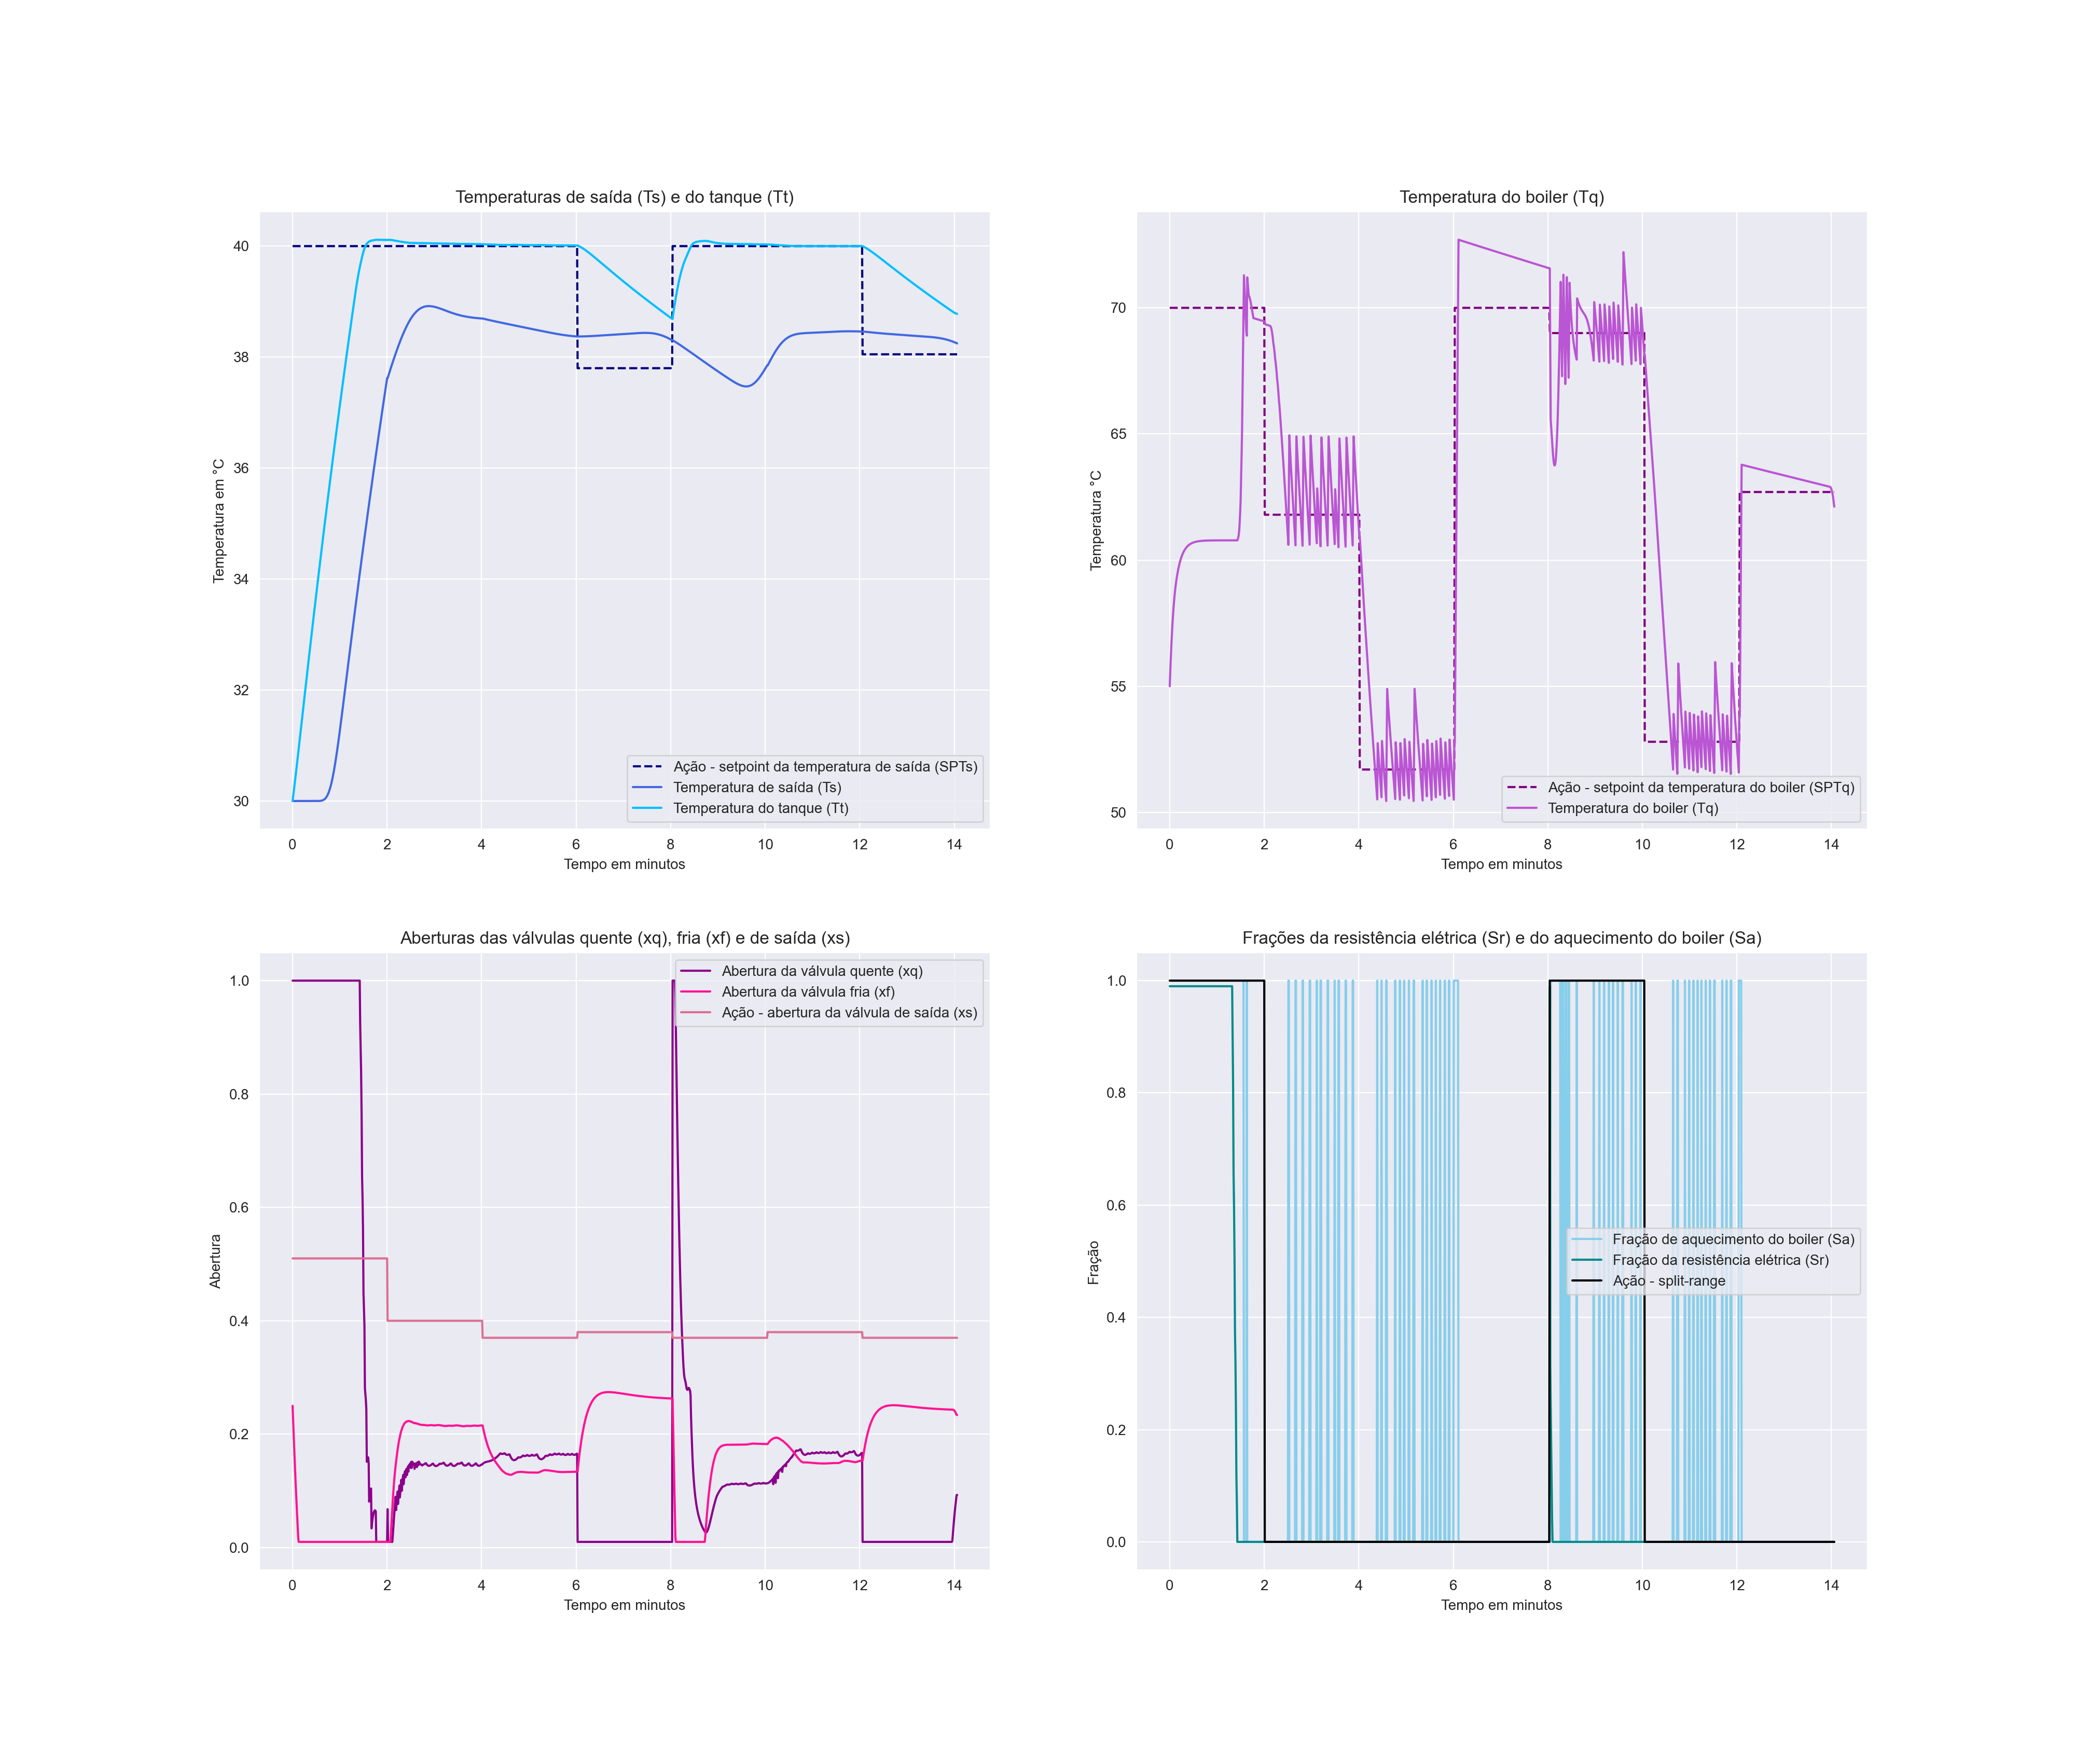 Temperaturas de saída (Ts) e do tanque (Tt)
40
38
36
34
32
30
Temperatura em °C
Ação - setpoint da temperatura de saída (SPTs)
Temperatura de saída (Ts)
Temperatura do tanque (Tt)
0 2 4 6 8 10 12 14
Tempo em minutos
Temperatura do boiler (Tq)
70
65
60
55
50
Temperatura °C
Ação - setpoint da temperatura do boiler (SPTq)
Temperatura do boiler (Tq)
0 2 4 6 8 10 12 14
Tempo em minutos
Aberturas das válvulas quente (xq), fria (xf) e de saída (xs)
1.0
0.8
0.6
0.4
0.2
0.0
Abertura
Abertura da válvula quente (xq)
Abertura da válvula fria (xf)
Ação - abertura da válvula de saída (xs)
0 2 4 6 8 10 12 14
Tempo em minutos
Frações da resistência elétrica (Sr) e do aquecimento do boiler (Sa)
1.0
0.8
0.6
0.4
0.2
0.0
Fração
Fração de aquecimento do boiler (Sa)
Fração da resistência elétrica (Sr)
Ação - split-range
0 2 4 6 8 10 12 14
Tempo em minutos